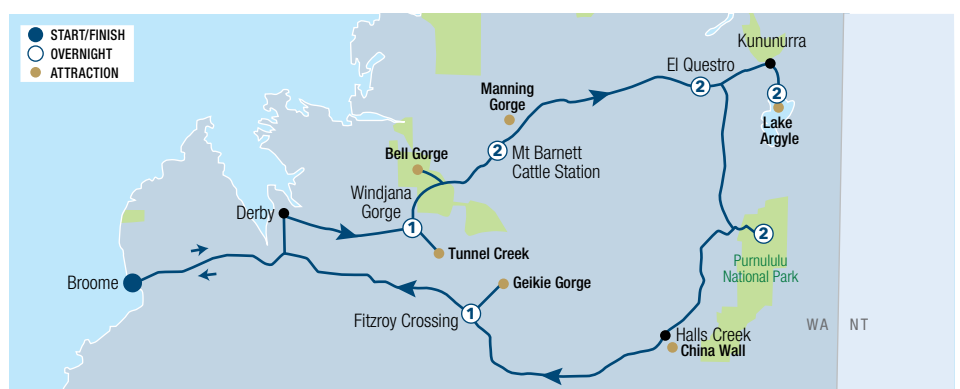 START/FINISH
OVERNIGHT
ATTRACTION
Kununurra
El Questro
2
2
Lake
Argyle
Manning
Gorge
Bell Gorge
2
Mt Barnett
Cattle Station
Windjana
Gorge
Derby
1
Tunnel Creek
2
Purnululu
National Park
Broome
Geikie Gorge
1
Fitzroy Crossing
Halls Creek
China Wall
WA
NT